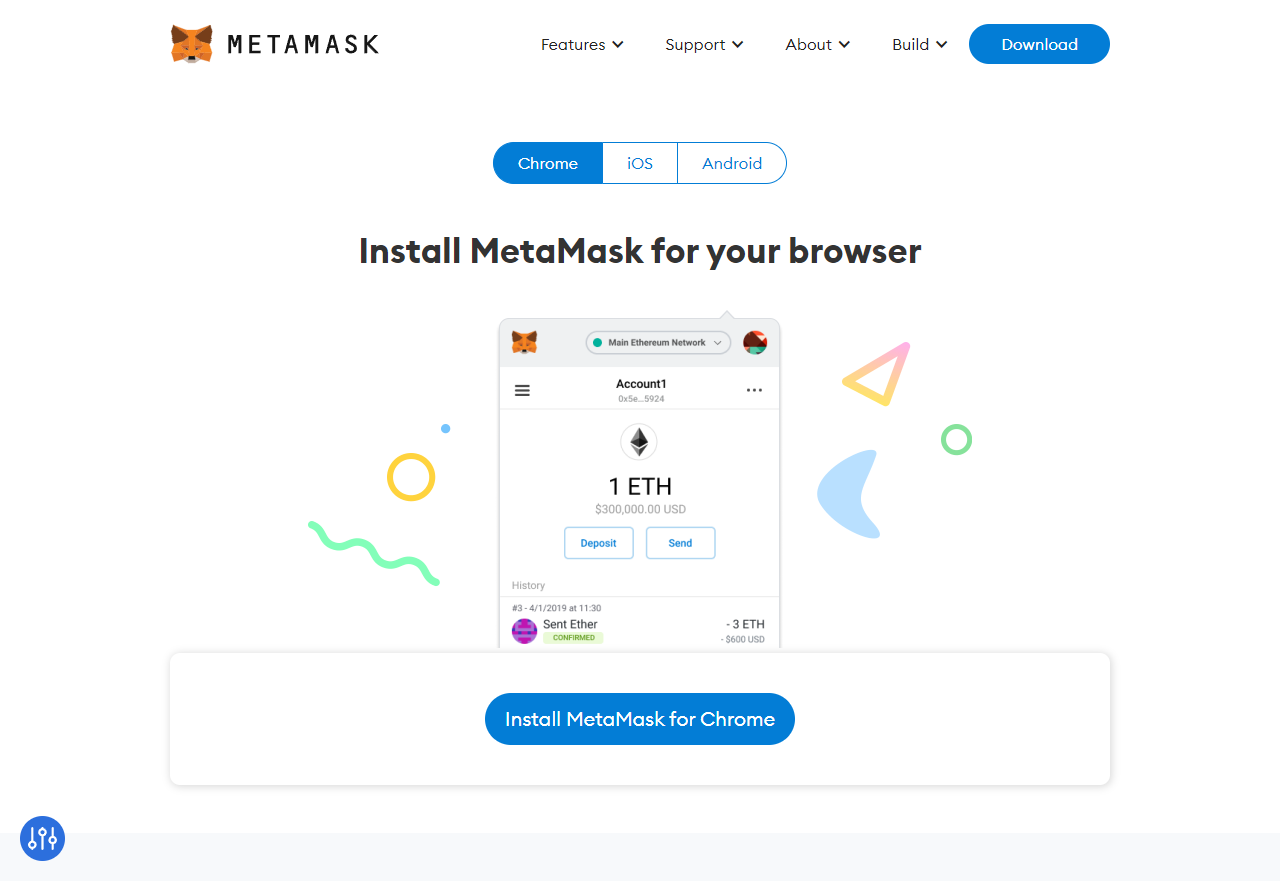 METAMASK
Features Support About Build Download
Chrome iOS Android
Install MetaMask for your browser
Main Ethereum Network
Account1
0x5e...5924
1 ETH
$300,000.00 USD
Deposit Send
History
#3 - 4/1/2019 at 11:30
Sent Ether - 3 ETH
CONFIRMED - $600 USD
Install MetaMask for Chrome